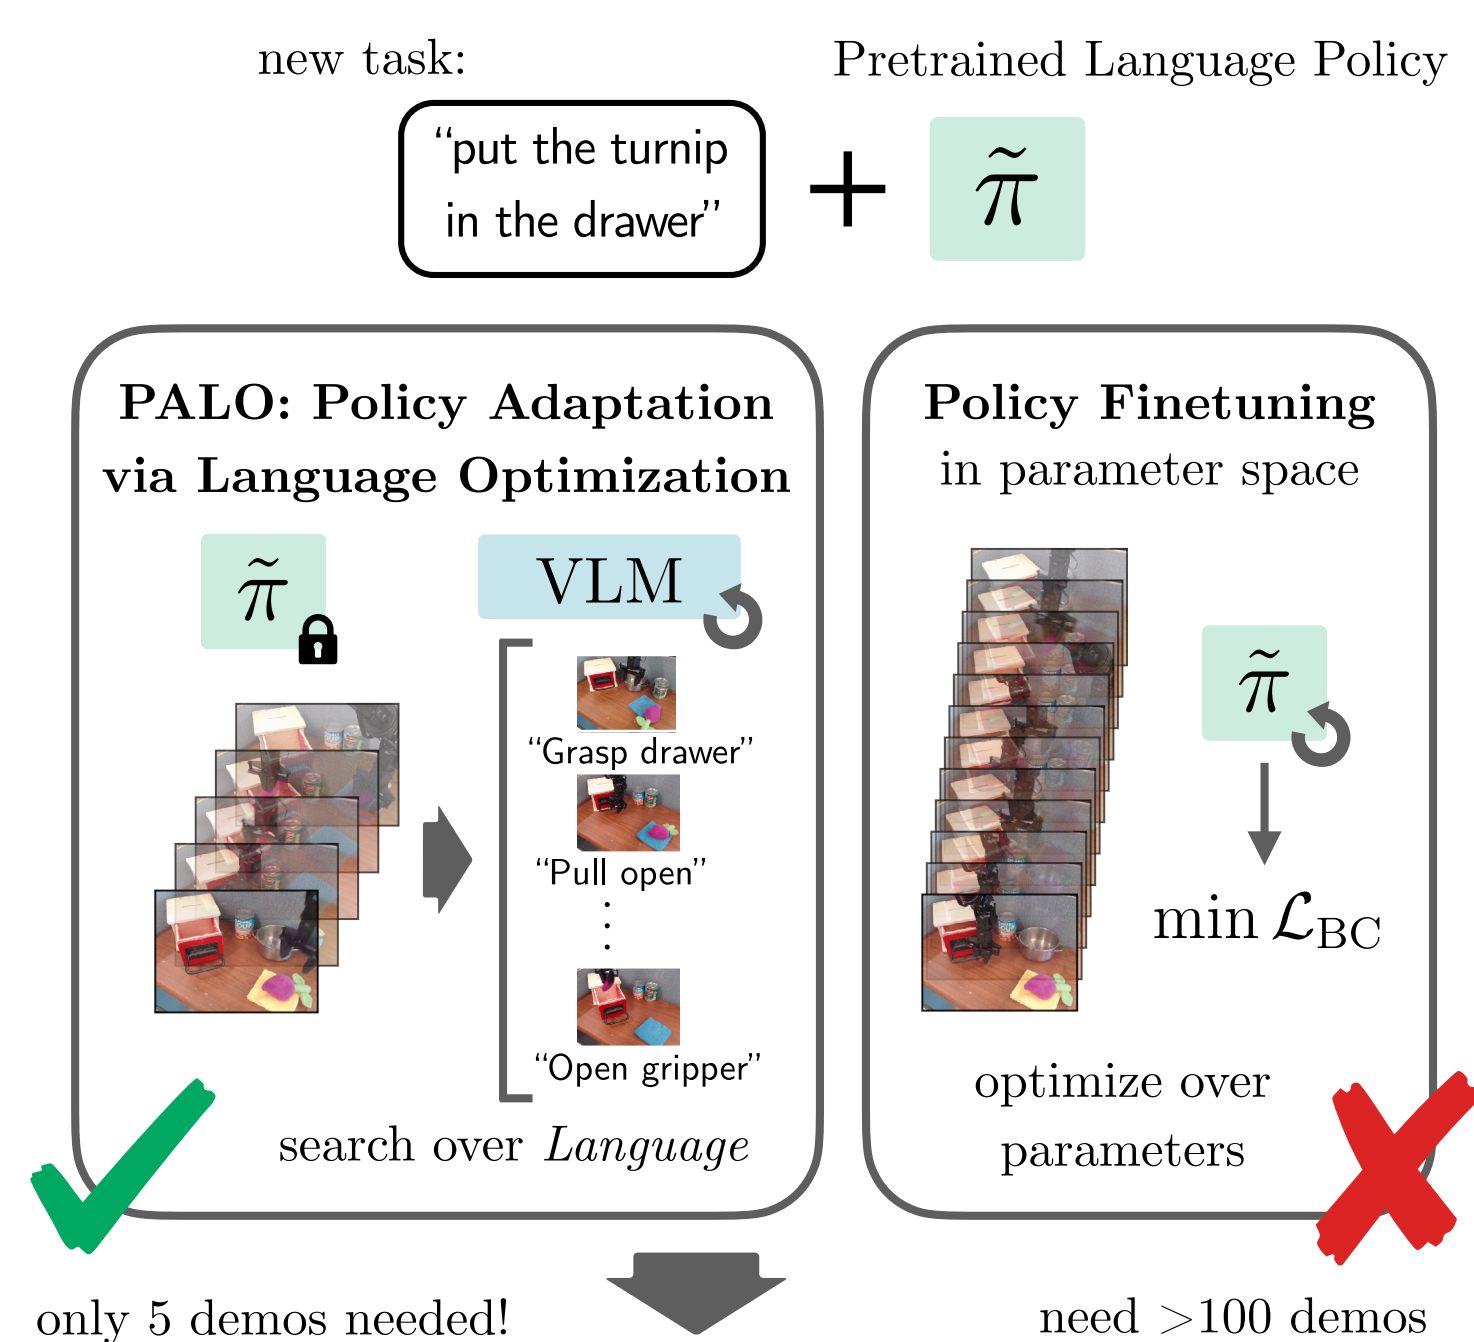 new task:
Pretrained Language Policy
“put the turnip
in the drawer”
+
π̃
PALO: Policy Adaptation
via Language Optimization
π̃
VLM
“Grasp drawer”
“Pull open”
⋮
“Open gripper”
search over Language
only 5 demos needed!
Policy Finetuning
in parameter space
π̃
min ℒ_BC
optimize over
parameters
need >100 demos